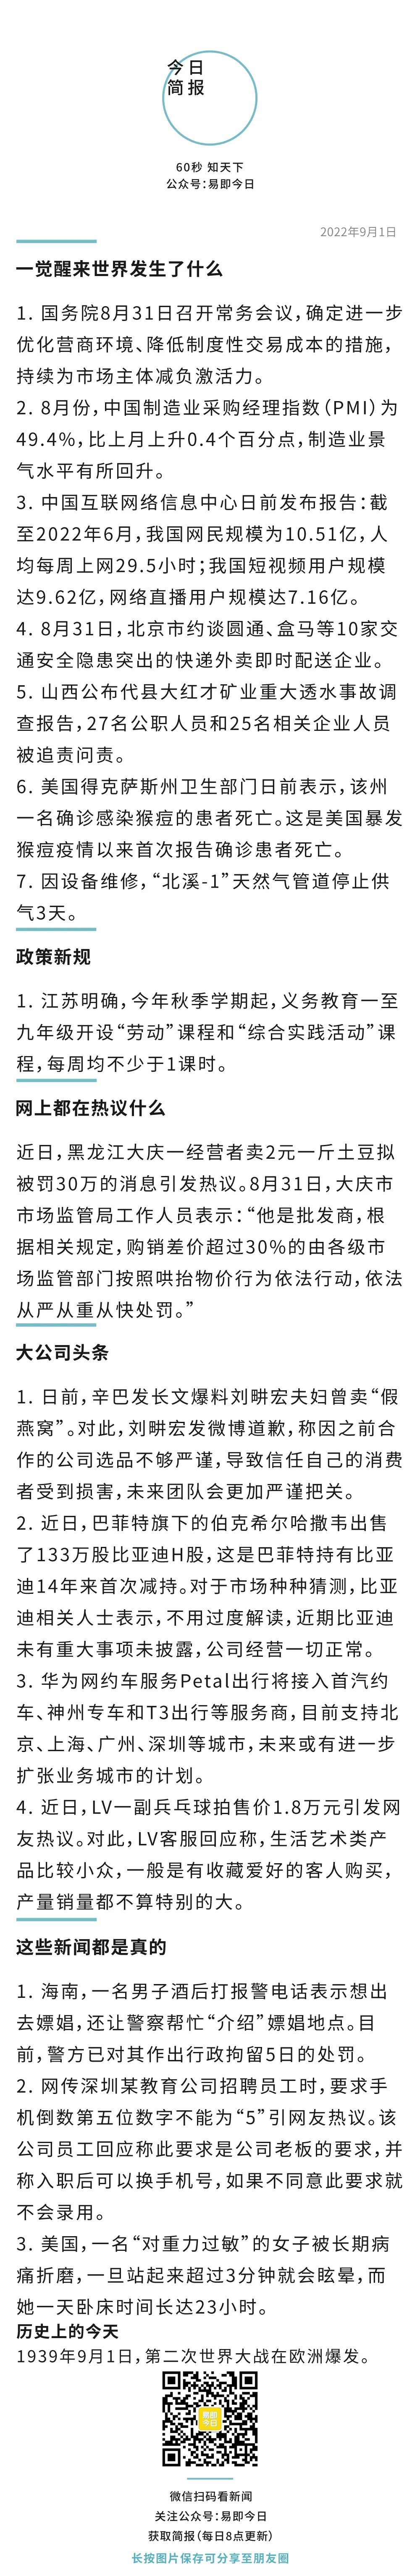 今日
简报
60秒 知天下
公众号：易即今日
2022年9月1日
一觉醒来世界发生了什么
1. 国务院8月31日召开常务会议，确定进一步
优化营商环境、降低制度性交易成本的措施，
持续为市场主体减负激活力。
2. 8月份，中国制造业采购经理指数（PMI）为
49.4%，比上月上升0.4个百分点，制造业景
气水平有所回升。
3. 中国互联网络信息中心日前发布报告：截
至2022年6月，我国网民规模为10.51亿，人
均每周上网29.5小时；我国短视频用户规模
达9.62亿，网络直播用户规模达7.16亿。
4. 8月31日，北京市约谈圆通、盒马等10家交
通安全隐患突出的快递外卖即时配送企业。
5. 山西公布代县大红才矿业重大透水事故调
查报告，27名公职人员和25名相关企业人员
被追责问责。
6. 美国得克萨斯州卫生部门日前表示，该州
一名确诊感染猴痘的患者死亡。这是美国暴发
猴痘疫情以来首次报告确诊患者死亡。
7. 因设备维修，“北溪-1”天然气管道停止供
气3天。
政策新规
1. 江苏明确，今年秋季学期起，义务教育一至
九年级开设“劳动”课程和“综合实践活动”课
程，每周均不少于1课时。
网上都在热议什么
近日，黑龙江大庆一经营者卖2元一斤土豆拟
被罚30万的消息引发热议。8月31日，大庆市
市场监管局工作人员表示：“他是批发商，根
据相关规定，购销差价超过30%的由各级市
场监管部门按照哄抬物价行为依法行动，依法
从严从重从快处罚。”
大公司头条
1. 日前，辛巴发长文爆料刘畊宏夫妇曾卖“假
燕窝”。对此，刘畊宏发微博道歉，称因之前合
作的公司选品不够严谨，导致信任自己的消费
者受到损害，未来团队会更加严谨把关。
2. 近日，巴菲特旗下的伯克希尔哈撒韦出售
了133万股比亚迪H股，这是巴菲特持有比亚
迪14年来首次减持。对于市场种种猜测，比亚
迪相关人士表示，不用过度解读，近期比亚迪
未有重大事项未披露，公司经营一切正常。
3. 华为网约车服务Petal出行将接入首汽约
车、神州专车和T3出行等服务商，目前支持北
京、上海、广州、深圳等城市，未来或有进一步
扩张业务城市的计划。
4. 近日，LV一副乒乓球拍售价1.8万元引发网
友热议。对此，LV客服回应称，生活艺术类产
品比较小众，一般是有收藏爱好的客人购买，
产量销量都不算特别的大。
这些新闻都是真的
1. 海南，一名男子酒后打报警电话表示想出
去嫖娼，还让警察帮忙“介绍”嫖娼地点。目
前，警方已对其作出行政拘留5日的处罚。
2. 网传深圳某教育公司招聘员工时，要求手
机倒数第五位数字不能为“5”引网友热议。该
公司员工回应称此要求是公司老板的要求，并
称入职后可以换手机号，如果不同意此要求就
不会录用。
3. 美国，一名“对重力过敏”的女子被长期病
痛折磨，一旦站起来超过3分钟就会眩晕，而
她一天卧床时间长达23小时。
历史上的今天
1939年9月1日，第二次世界大战在欧洲爆发。
易即
今日
微信扫码看新闻
关注公众号：易即今日
获取简报（每日8点更新）
长按图片保存可分享至朋友圈